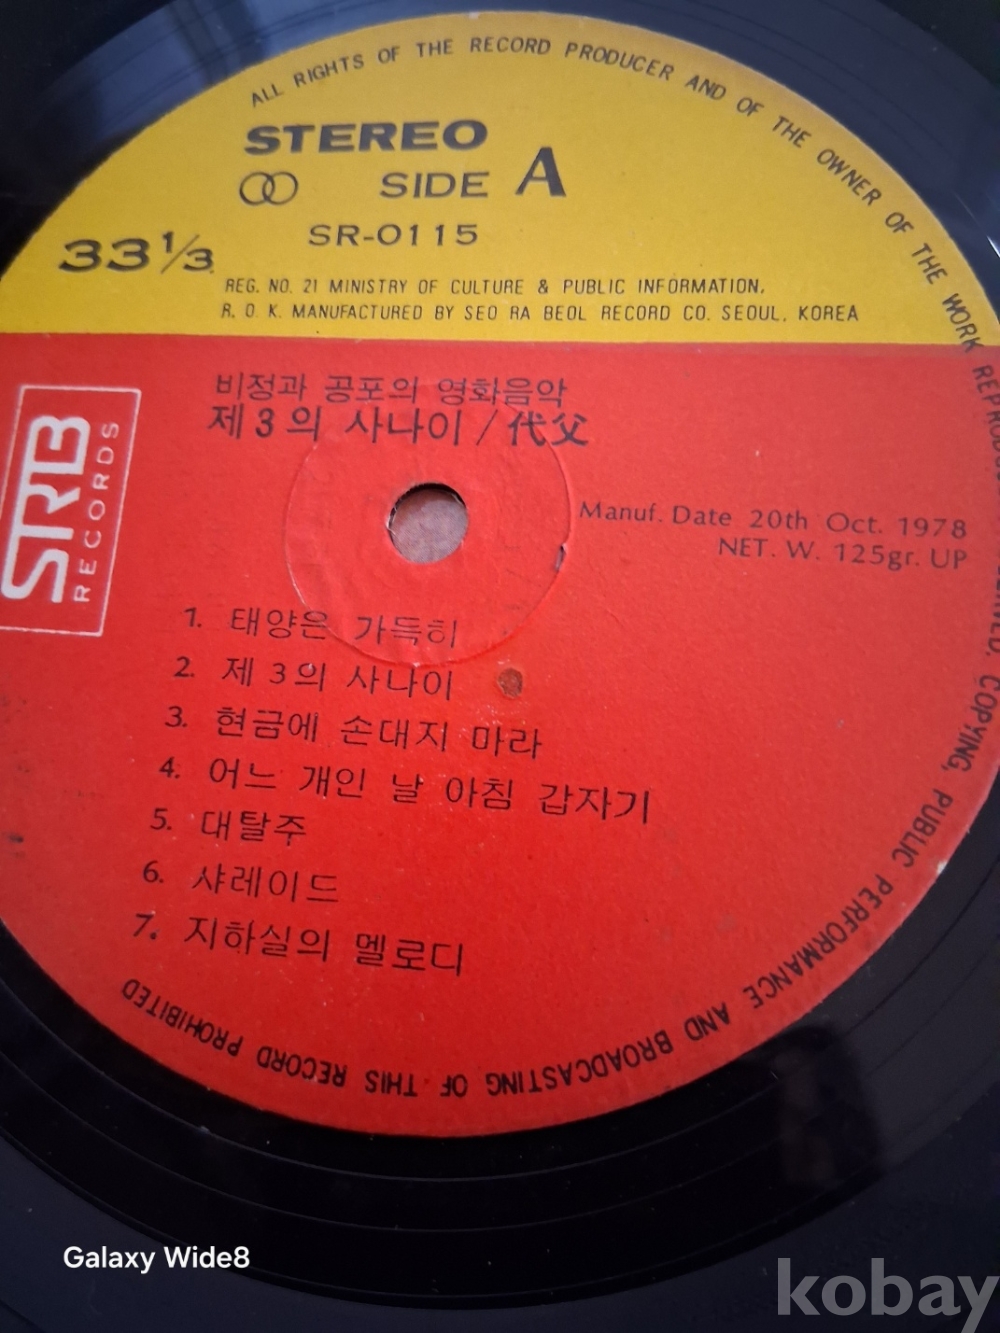 ALL RIGHTS OF THE RECORD PRODUCER AND OF THE OWNER OF THE WORK REPRODUCED. COPYING, PUBLIC PERFORMANCE AND BROADCASTING OF THIS RECORD PROHIBITED
STEREO
SIDE A
SR-0115
33 1/3
REG. NO. 21 MINISTRY OF CULTURE & PUBLIC INFORMATION.
R. O. K. MANUFACTURED BY SEO RA BEOL RECORD CO. SEOUL. KOREA
SRB
RECORDS
비정과 공포의 영화음악
제 3 의 사나이 / 代父
Manuf. Date 20th Oct. 1978
NET. W. 125gr. UP
1. 태양은 가득히
2. 제 3 의 사나이
3. 현금에 손대지 마라
4. 어느 개인 날 아침 갑자기
5. 대탈주
6. 샤레이드
7. 지하실의 멜로디
Galaxy Wide8
kobay